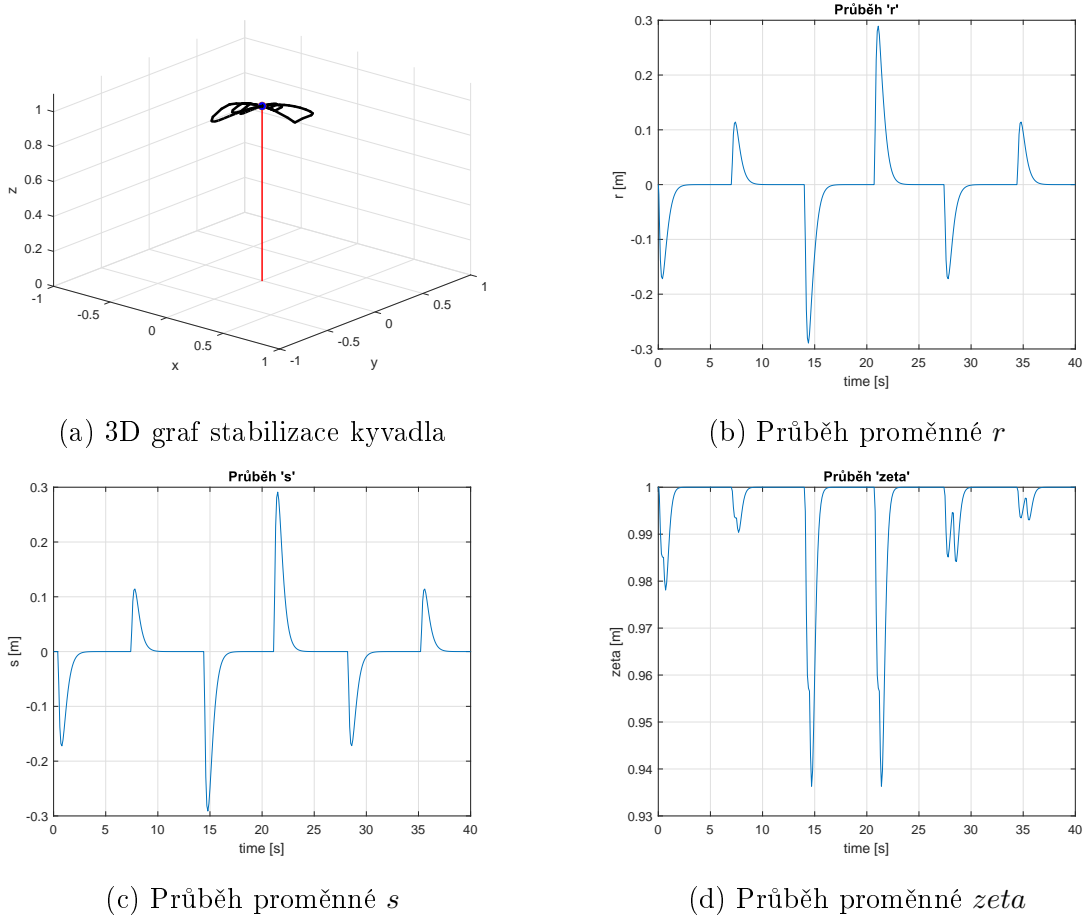 1
0.8
0.6
0.4
0.2
0
z
-1
-0.5
0
0.5
1
x
-1
-0.5
0
0.5
1
y
(a) 3D graf stabilizace kyvadla
Průběh 'r'
0.3
0.2
0.1
0
-0.1
-0.2
-0.3
r [m]
0 5 10 15 20 25 30 35 40
time [s]
(b) Průběh proměnné r
Průběh 's'
0.3
0.2
0.1
0
-0.1
-0.2
-0.3
s [m]
0 5 10 15 20 25 30 35 40
time [s]
(c) Průběh proměnné s
Průběh 'zeta'
1
0.99
0.98
0.97
0.96
0.95
0.94
0.93
zeta [m]
0 5 10 15 20 25 30 35 40
time [s]
(d) Průběh proměnné zeta